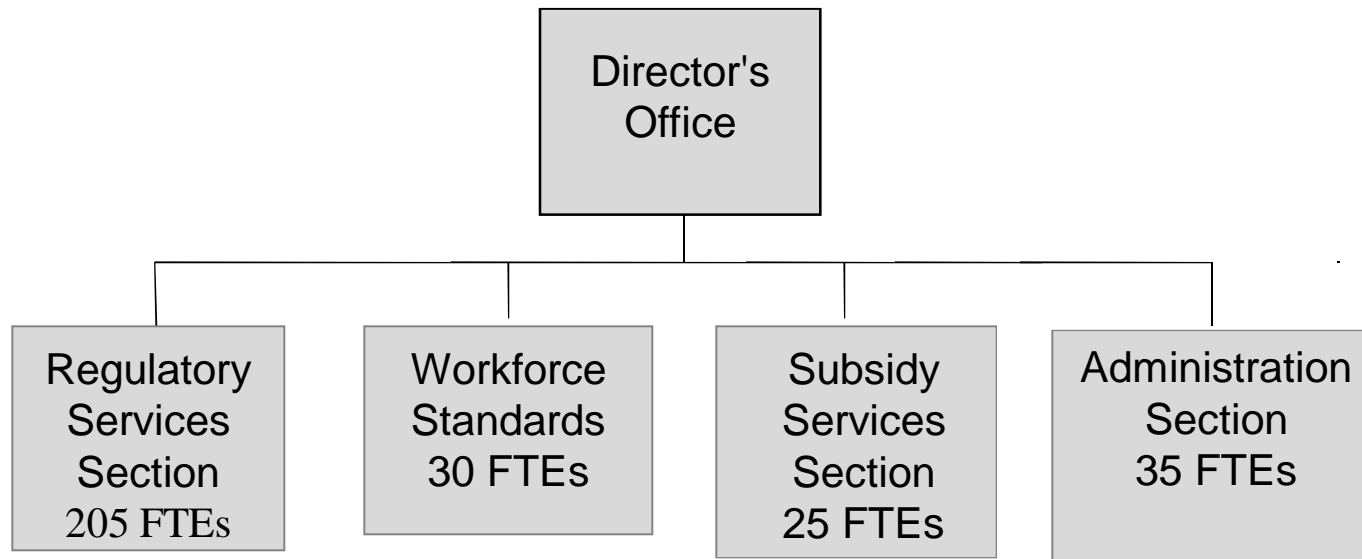 Director's
Office
Regulatory
Services
Section
205 FTEs
Workforce
Standards
30 FTEs
Subsidy
Services
Section
25 FTEs
Administration
Section
35 FTEs